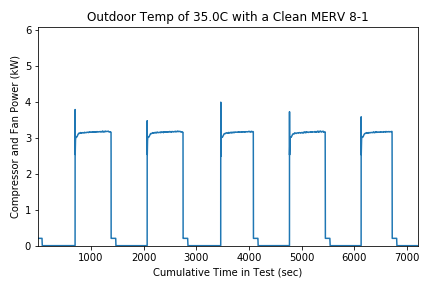 Outdoor Temp of 35.0C with a Clean MERV 8-1
6
5
4
3
2
1
0
Compressor and Fan Power (kW)
1000 2000 3000 4000 5000 6000 7000
Cumulative Time in Test (sec)